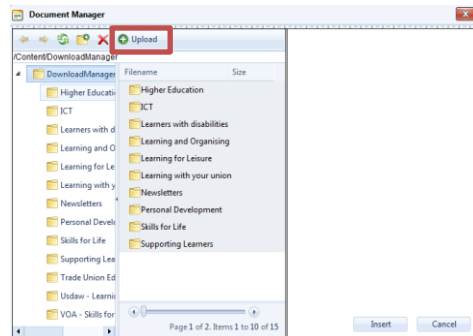 Document Manager
Upload
/Content/DownloadManager
DownloadManager
Higher Educati
ICT
Learners with d
Learning and O
Learning for Le
Learning with y
Newsletters
Personal Develo
Skills for Life
Supporting Lea
Trade Union Ed
Usdaw - Learni
VOA - Skills for
Filename Size
Higher Education
ICT
Learners with disabilities
Learning and Organising
Learning for Leisure
Learning with your union
Newsletters
Personal Development
Skills for Life
Supporting Learners
Page 1 of 2. Items 1 to 10 of 15
Insert Cancel